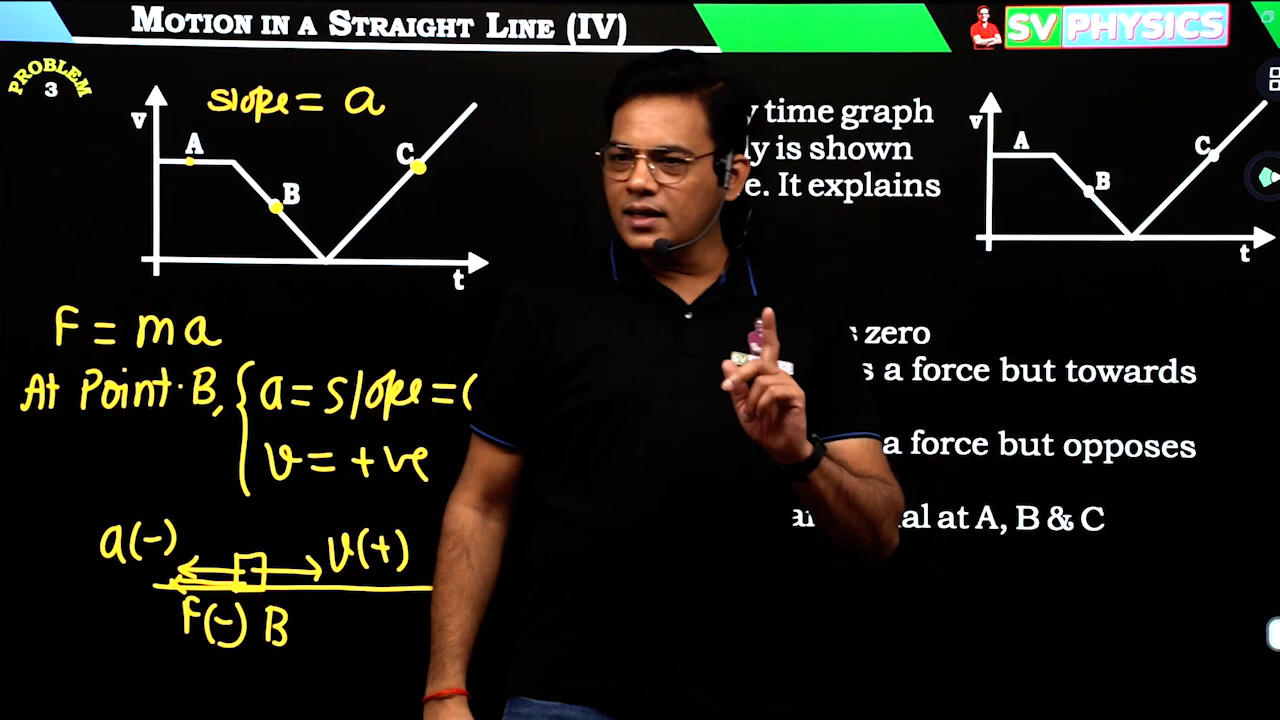 MOTION IN A STRAIGHT LINE (IV)
SV PHYSICS
PROBLEM
3
slope = a
v
A
B
C
t
y time graph
is shown
e. It explains
v
A
B
C
t
F = ma
At Point B, a = slope = (
v = +ve
zero
s a force but towards
a force but opposes
al at A, B & C
a(-)
v(+)
F(-) B